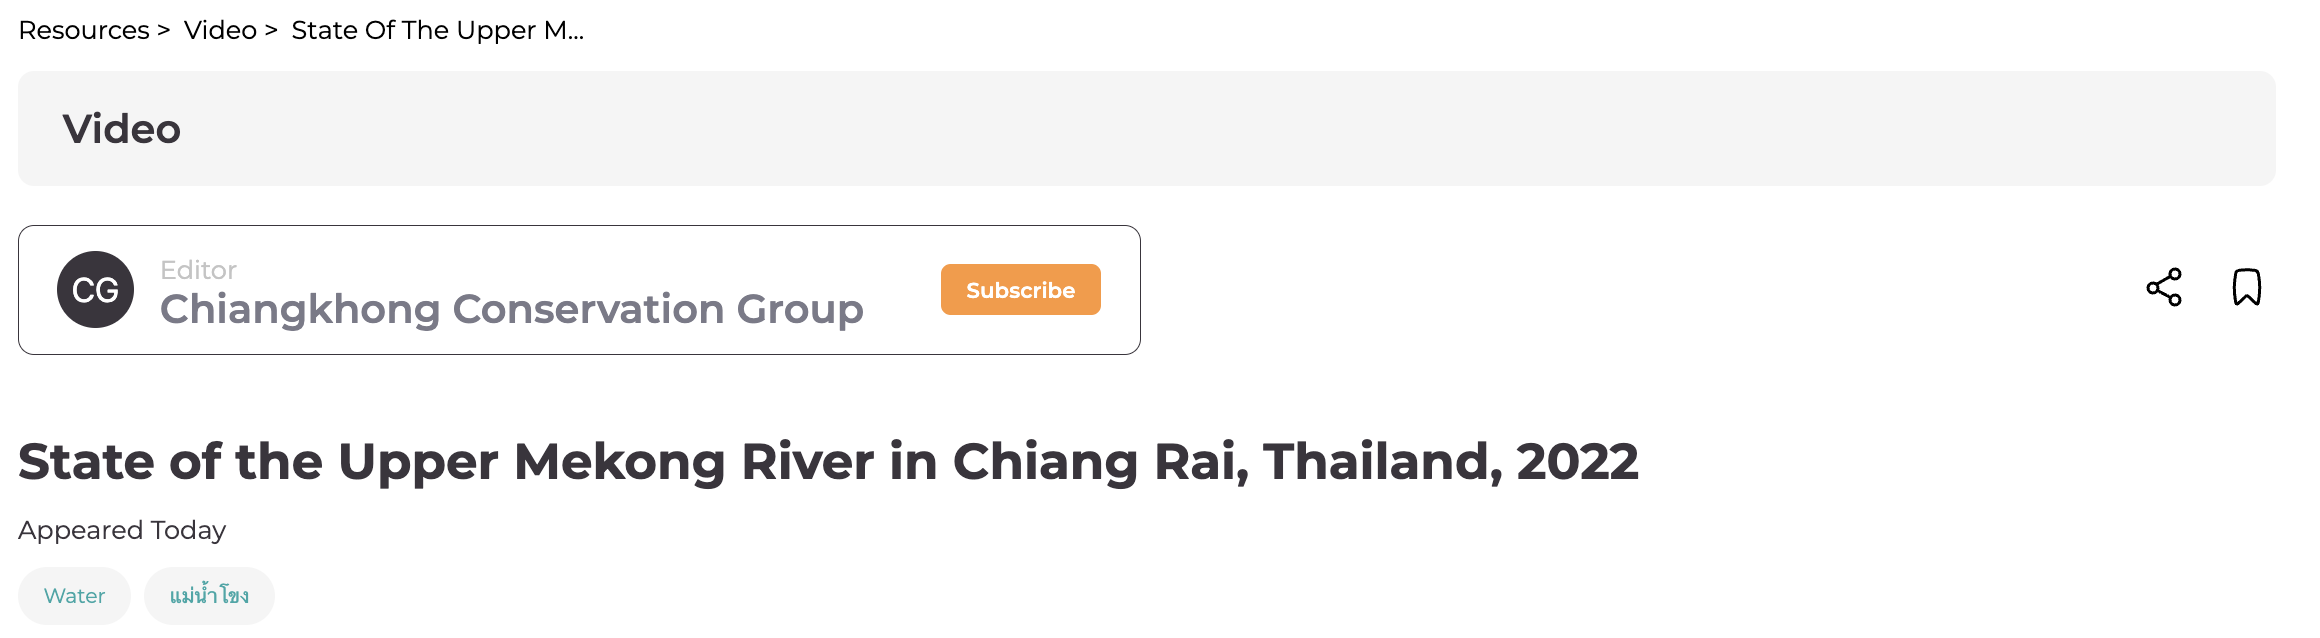 Resources > Video > State Of The Upper M...
Video
CG
Editor
Chiangkhong Conservation Group
Subscribe
State of the Upper Mekong River in Chiang Rai, Thailand, 2022
Appeared Today
Water
แม่น้ำโขง